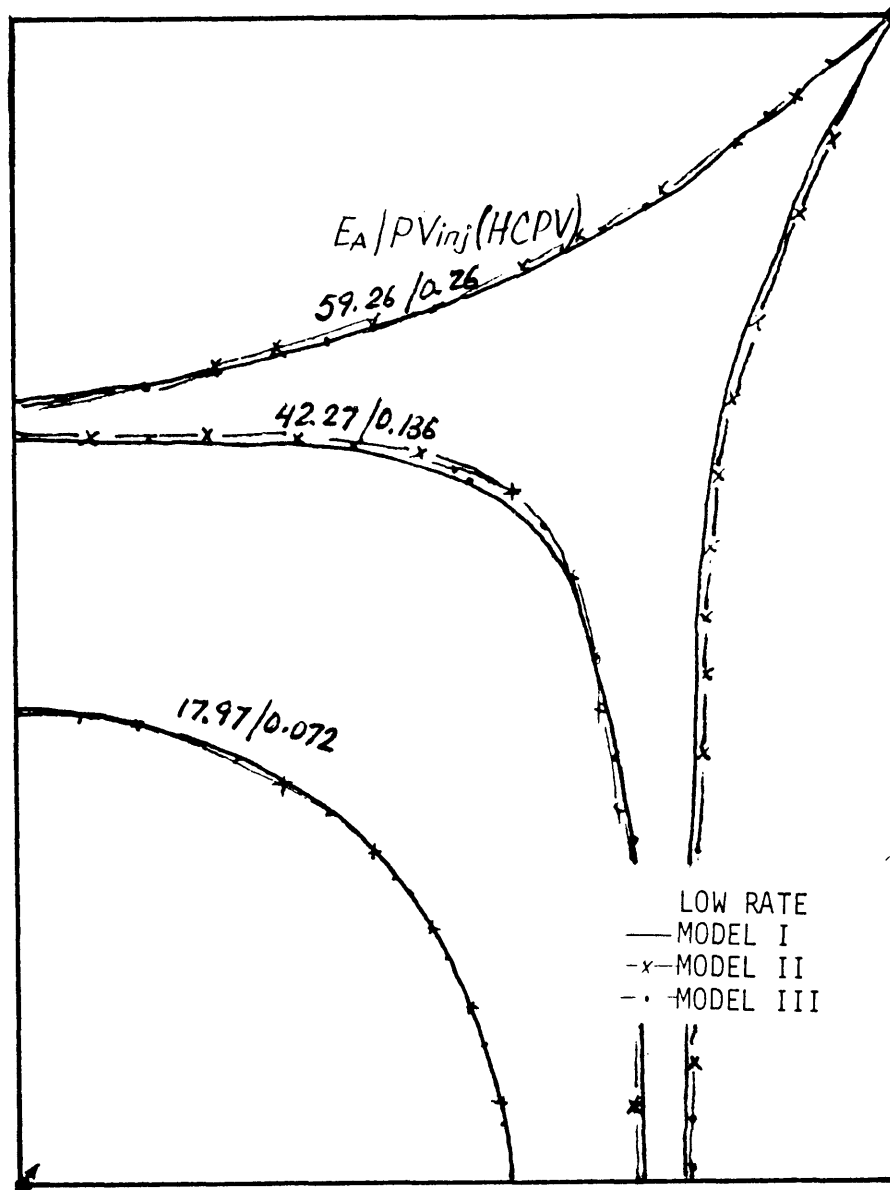 EA/PVinj(HCPV)
59.26/0.26
42.27/0.136
17.97/0.072
LOW RATE
MODEL I
-x-MODEL II
-·-MODEL III